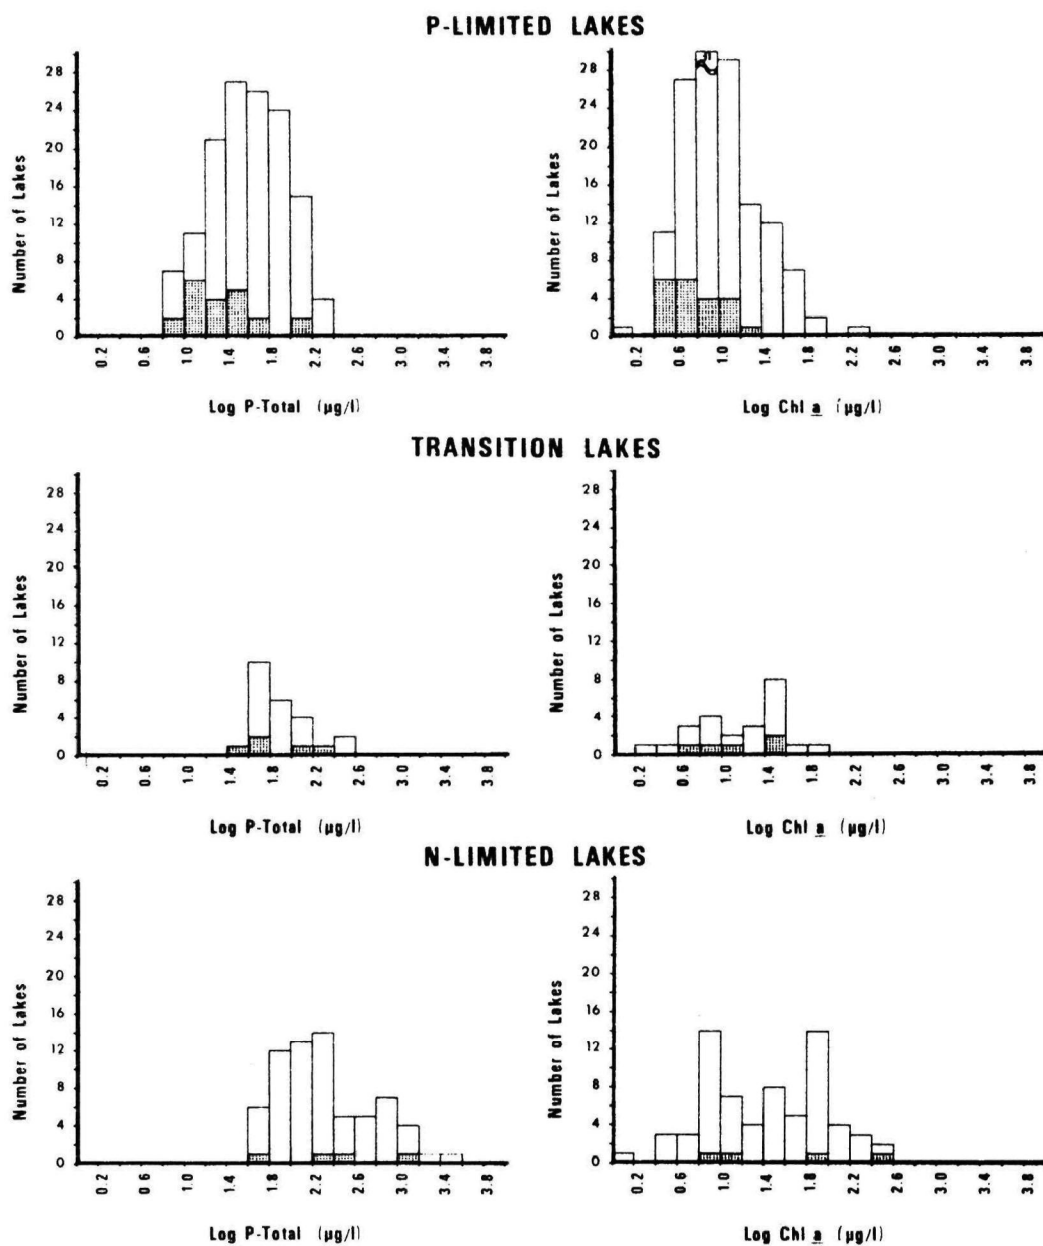 P-LIMITED LAKES
Number of Lakes
28
24
20
16
12
8
4
0
0.2 0.6 1.0 1.4 1.8 2.2 2.6 3.0 3.4 3.8
Log P-Total (µg/l)
Number of Lakes
28
24
20
16
12
8
4
0
0.2 0.6 1.0 1.4 1.8 2.2 2.6 3.0 3.4 3.8
Log Chl a (µg/l)
TRANSITION LAKES
Number of Lakes
28
24
20
16
12
8
4
0
0.2 0.6 1.0 1.4 1.8 2.2 2.6 3.0 3.4 3.8
Log P-Total (µg/l)
Number of Lakes
28
24
20
16
12
8
4
0
0.2 0.6 1.0 1.4 1.8 2.2 2.6 3.0 3.4 3.8
Log Chl a (µg/l)
N-LIMITED LAKES
Number of Lakes
28
24
20
16
12
8
4
0
0.2 0.6 1.0 1.4 1.8 2.2 2.6 3.0 3.4 3.8
Log P-Total (µg/l)
Number of Lakes
28
24
20
16
12
8
4
0
0.2 0.6 1.0 1.4 1.8 2.2 2.6 3.0 3.4 3.8
Log Chl a (µg/l)